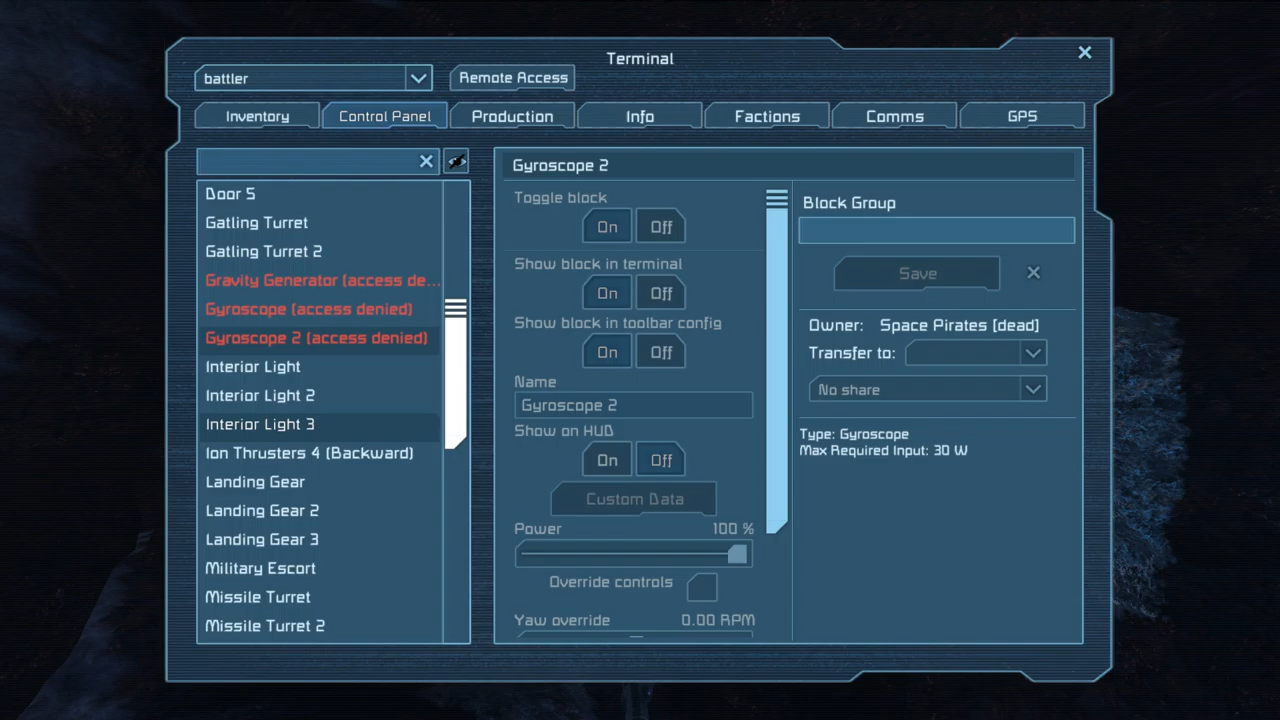 Terminal
battler
Remote Access
Inventory
Control Panel
Production
Info
Factions
Comms
GPS
Door 5
Gatling Turret
Gatling Turret 2
Gravity Generator (access de...
Gyroscope (access denied)
Gyroscope 2 (access denied)
Interior Light
Interior Light 2
Interior Light 3
Ion Thrusters 4 (Backward)
Landing Gear
Landing Gear 2
Landing Gear 3
Military Escort
Missile Turret
Missile Turret 2
Gyroscope 2
Toggle block
On Off
Show block in terminal
On Off
Show block in toolbar config
On Off
Name
Gyroscope 2
Show on HUD
On Off
Custom Data
Power 100 %
Override controls
Yaw override 0.00 RPM
Block Group
Save
Owner: Space Pirates [dead]
Transfer to:
No share
Type: Gyroscope
Max Required Input: 30 W